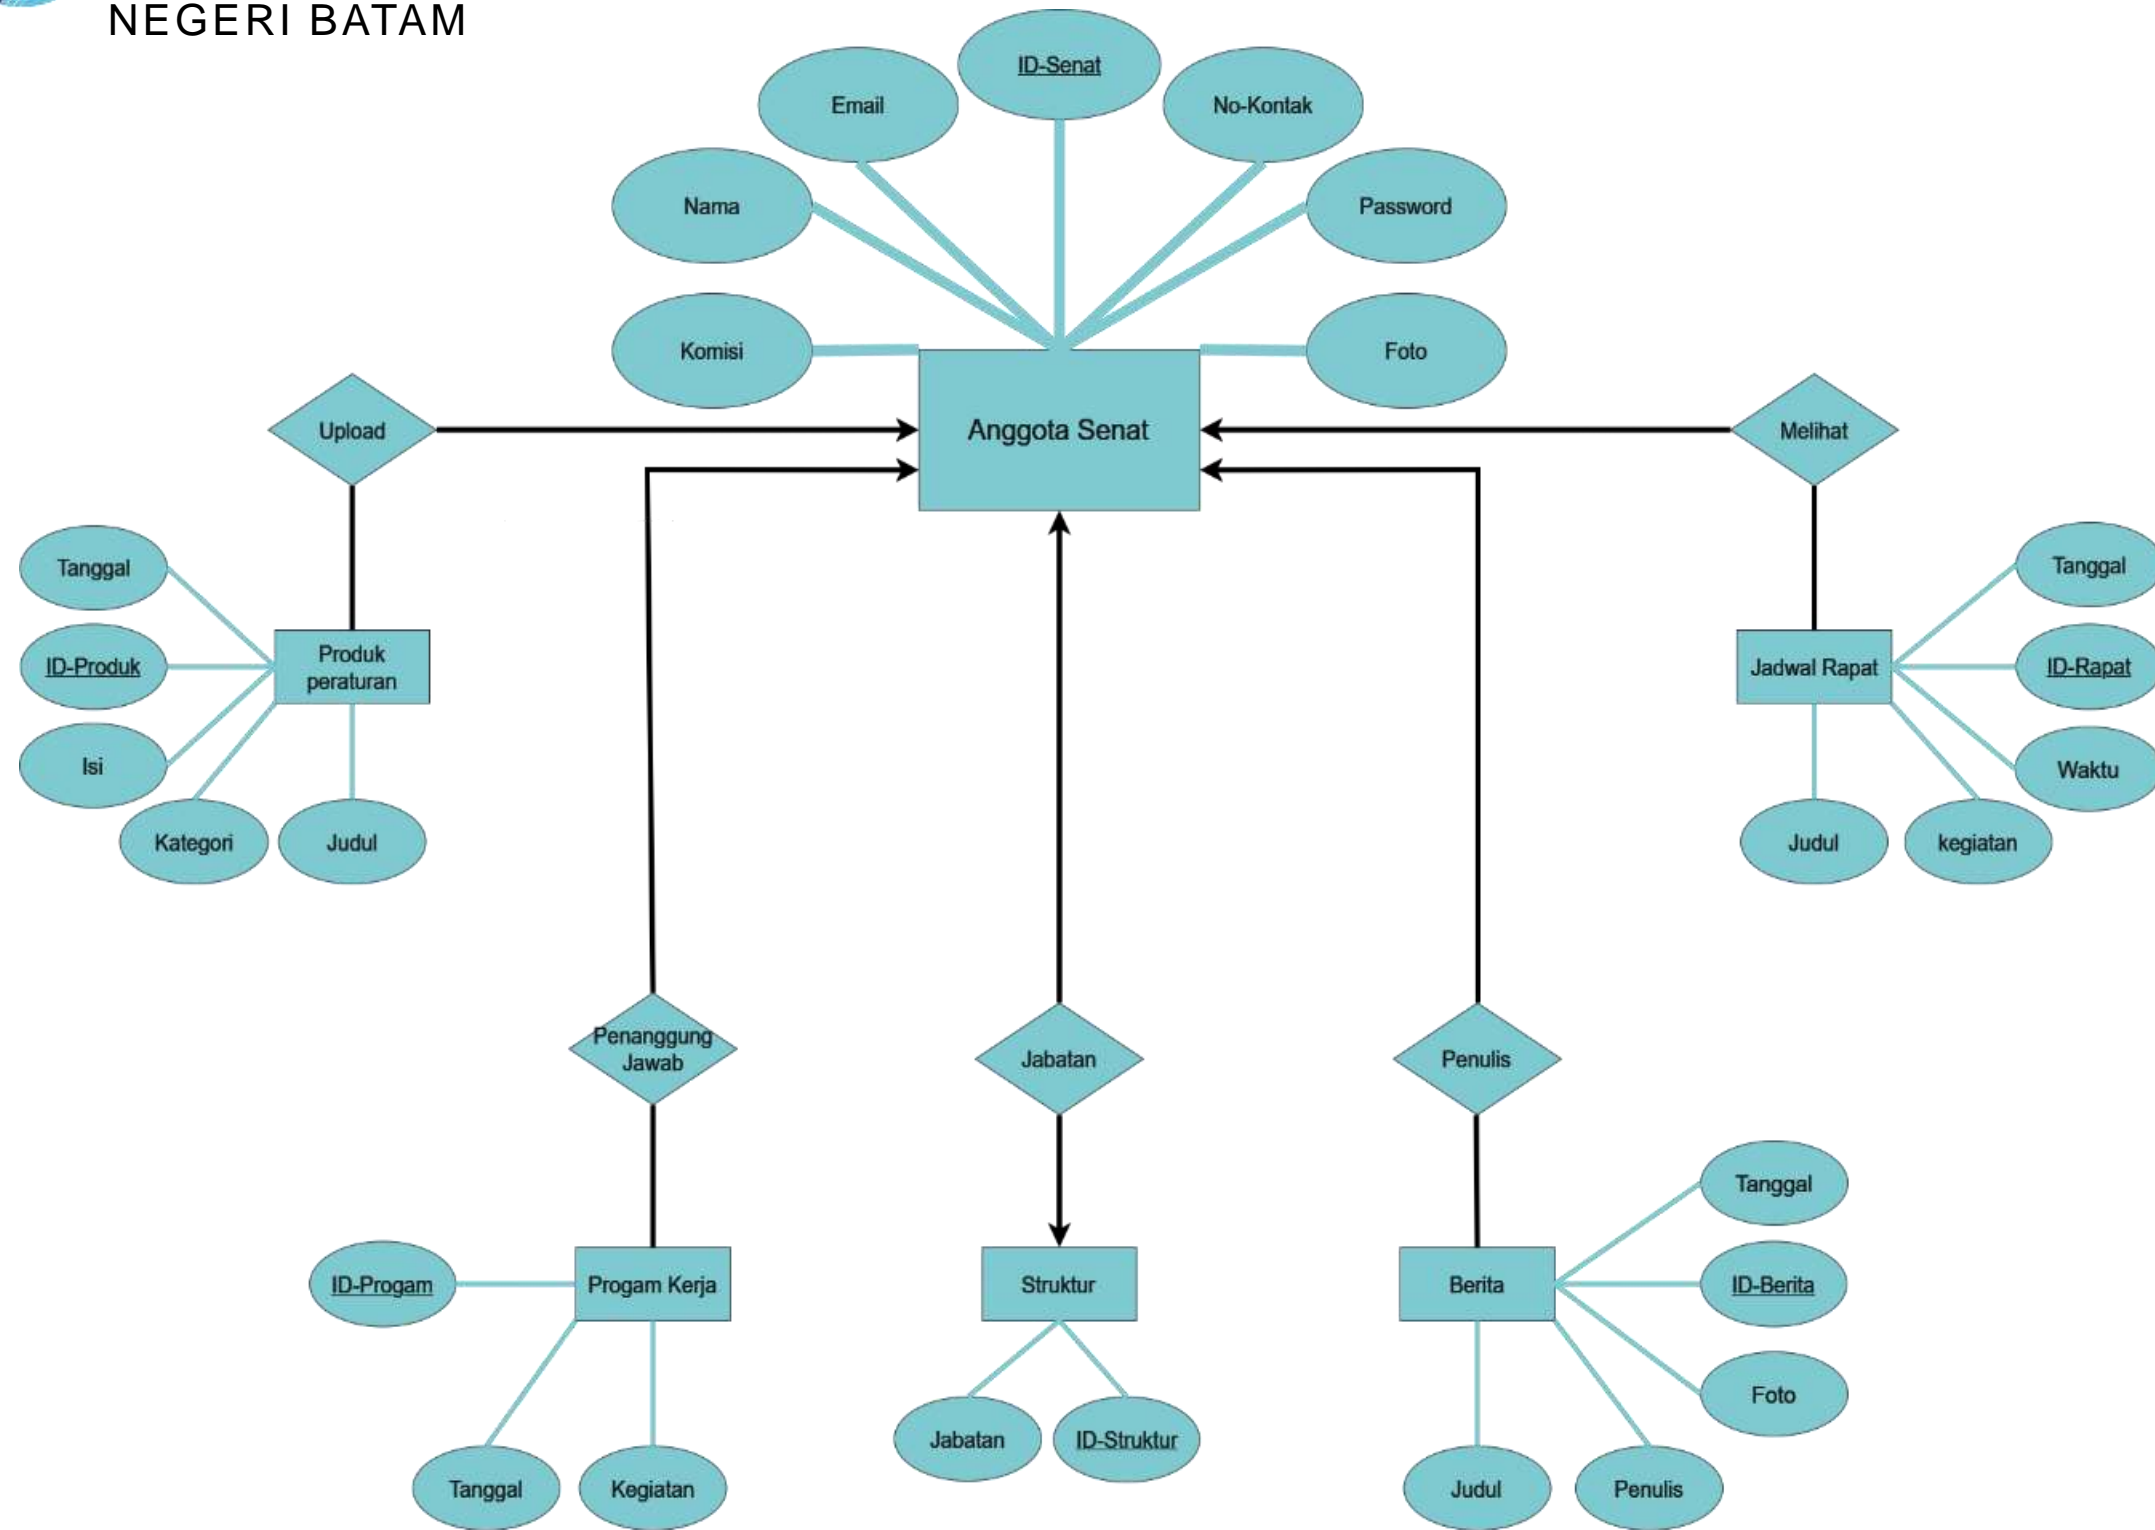 NEGERI BATAM
ID-Senat
Email
No-Kontak
Nama
Password
Komisi
Foto
Anggota Senat
Upload
Melihat
Tanggal
ID-Produk
Isi
Kategori
Judul
Produk
peraturan
Tanggal
ID-Rapat
Waktu
kegiatan
Judul
Jadwal Rapat
Penanggung
Jawab
Jabatan
Penulis
ID-Progam
Progam Kerja
Tanggal
Kegiatan
Struktur
Jabatan
ID-Struktur
Berita
Tanggal
ID-Berita
Foto
Judul
Penulis